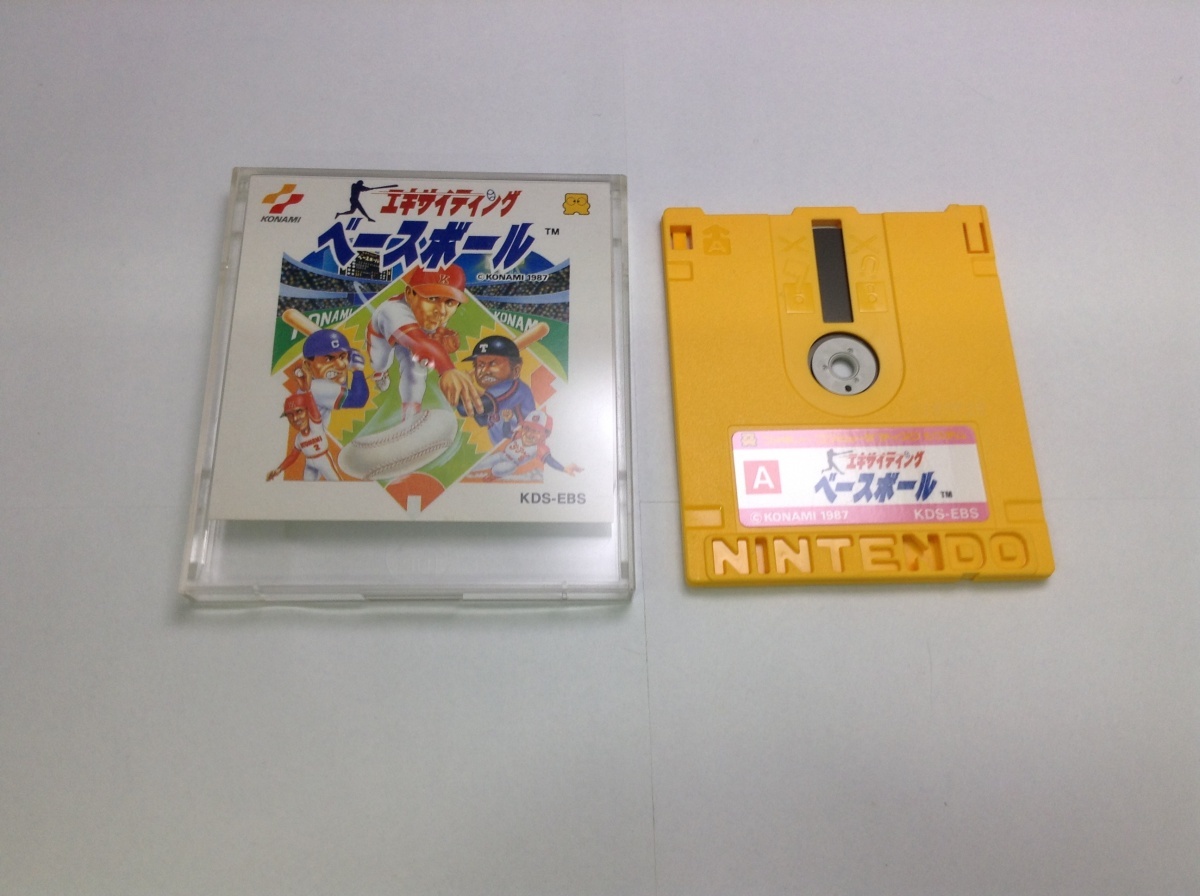 KONAMI
エキサイティング
ベースボール TM
© KONAMI 1987
KONAMI
KONAM
C
T
KDS-EBS
A
エキサイティング
ベースボール TM
© KONAMI 1987 KDS-EBS
NINTENDO